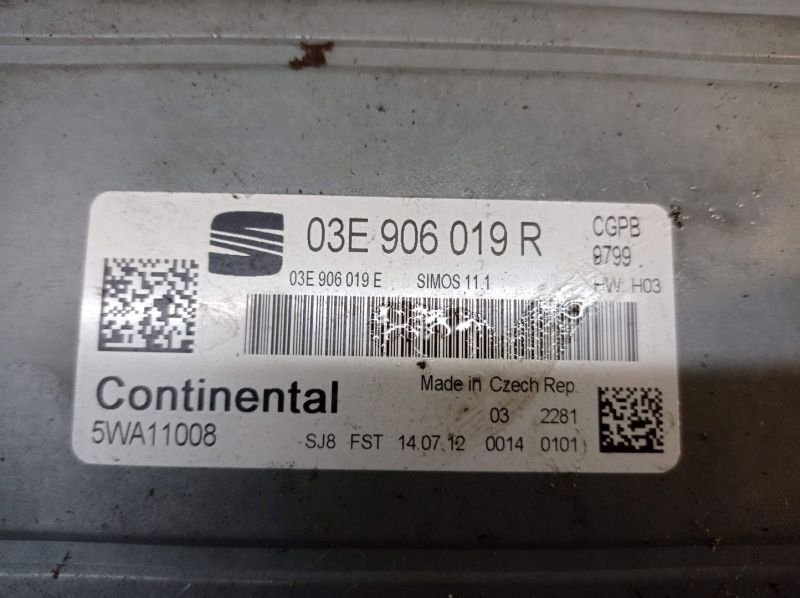 03E 906 019 R
CGPB
9799
03E 906 019 E SIMOS 11.1
HW: H03
Continental
Made in Czech Rep.
5WA11008
03 2281
SJ8 FST 14.07.12 0014 0101